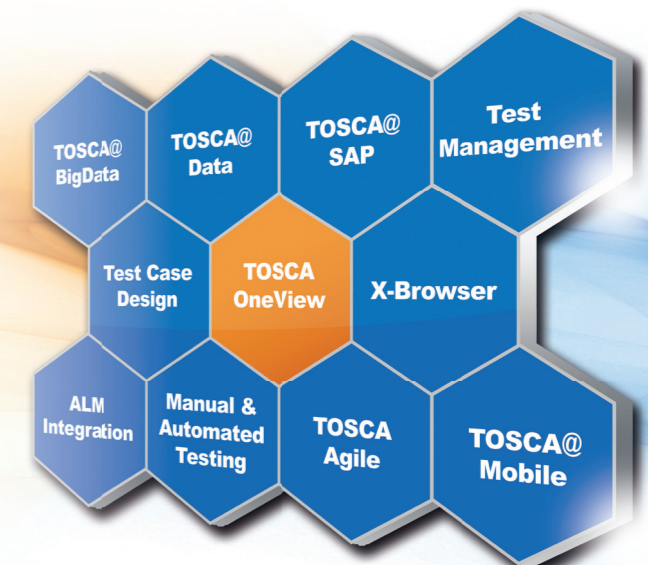 TOSCA@
BigData
TOSCA@
Data
TOSCA@
SAP
Test
Management
Test Case
Design
TOSCA
OneView
X-Browser
ALM
Integration
Manual &
Automated
Testing
TOSCA
Agile
TOSCA@
Mobile